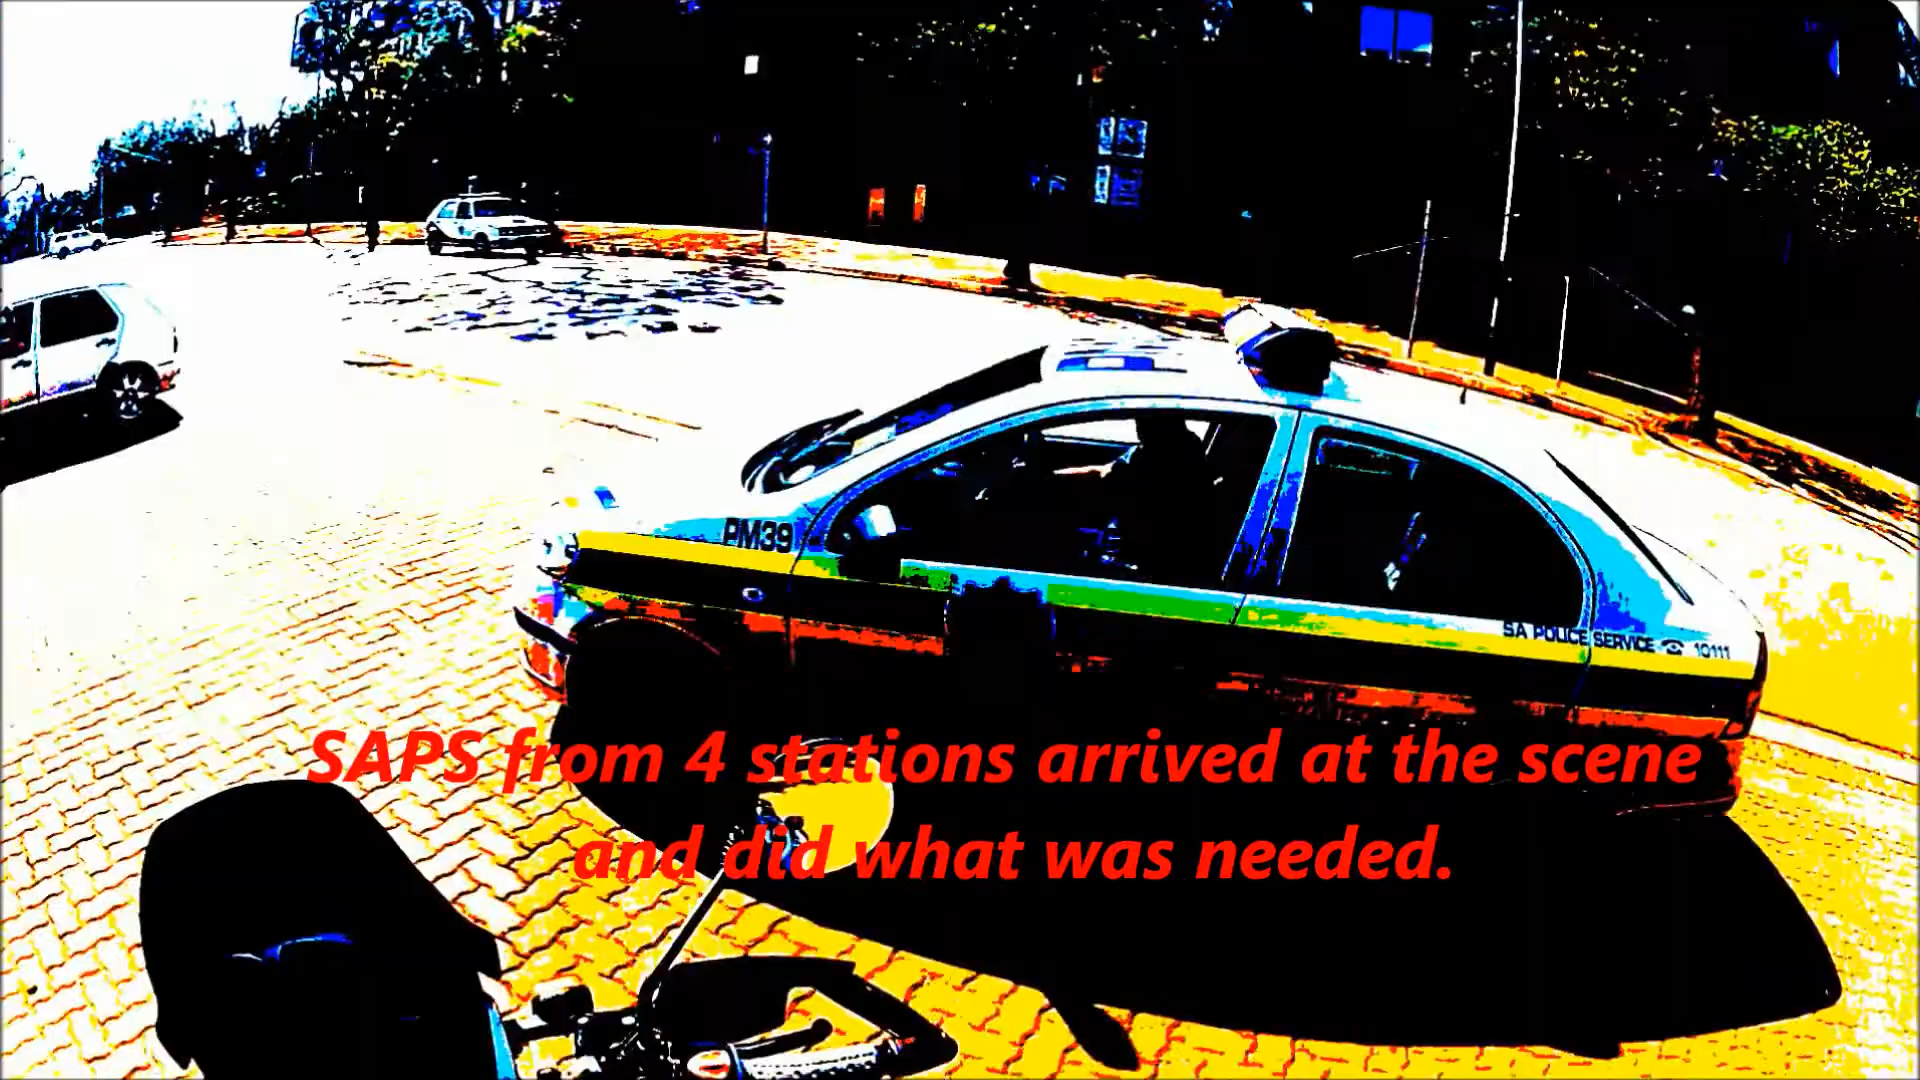 PM39
SA POLICE SERVICE ☎ 10111
SAPS from 4 stations arrived at the scene
and did what was needed.